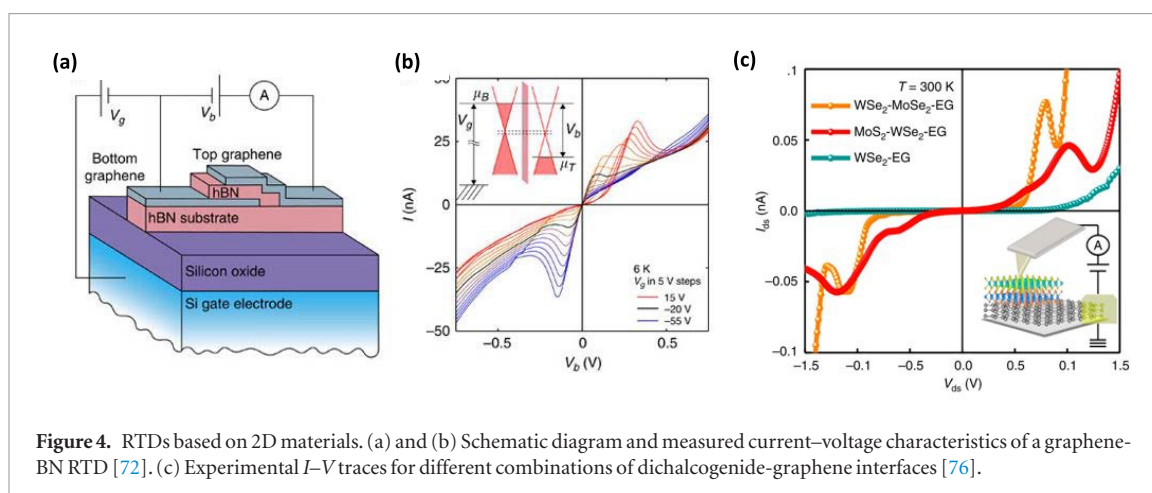 (a)
V_g
V_b
A
Bottom
graphene
Top graphene
hBN
hBN substrate
Silicon oxide
Si gate electrode
(b)
μ_B
V_g
V_b
μ_T
25
0
−25
−50
I (nA)
6 K
V_g in 5 V steps
15 V
−20 V
−55 V
−0.5
0
0.5
V_b (V)
(c)
.1
0.05
0.0
−0.05
−0.1
I_ds (nA)
T = 300 K
WSe2-MoSe2-EG
MoS2-WSe2-EG
WSe2-EG
A
−1.5
−0.1
−0.5
0.0
0.5
0.1
1.5
V_ds (V)
Figure 4. RTDs based on 2D materials. (a) and (b) Schematic diagram and measured current–voltage characteristics of a graphene-
BN RTD [72]. (c) Experimental I–V traces for different combinations of dichalcogenide-graphene interfaces [76].